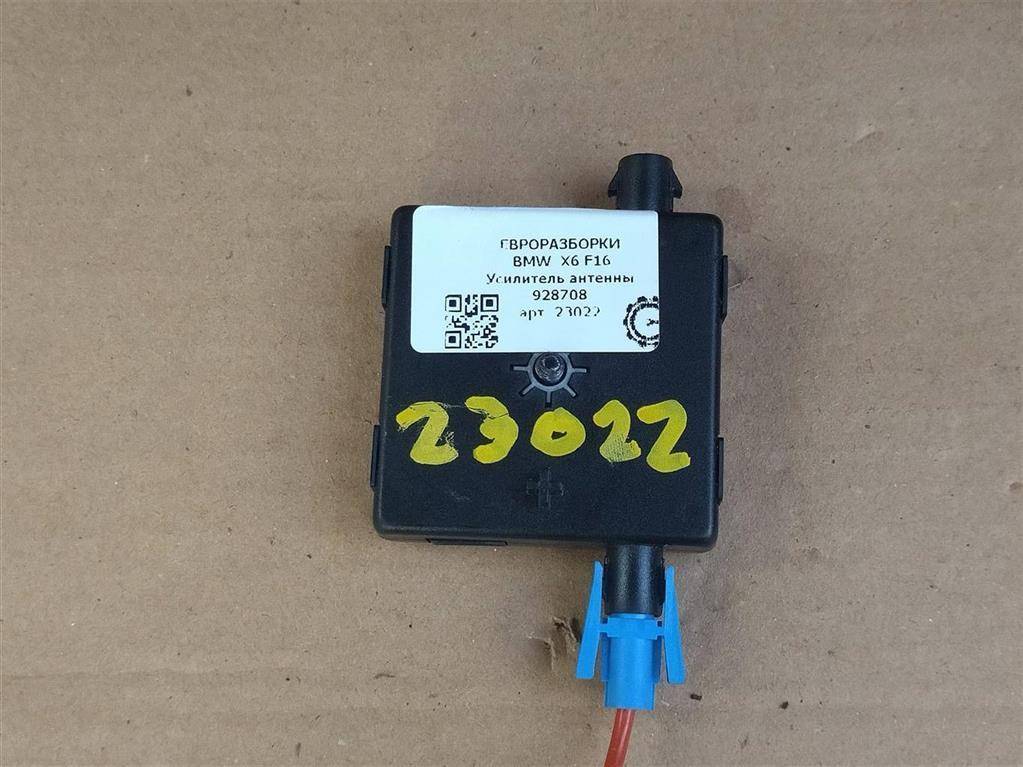 ЕВРОРАЗБОРКИ
BMW X6 F16
Усилитель антенны
928708
арт. 23022
23022